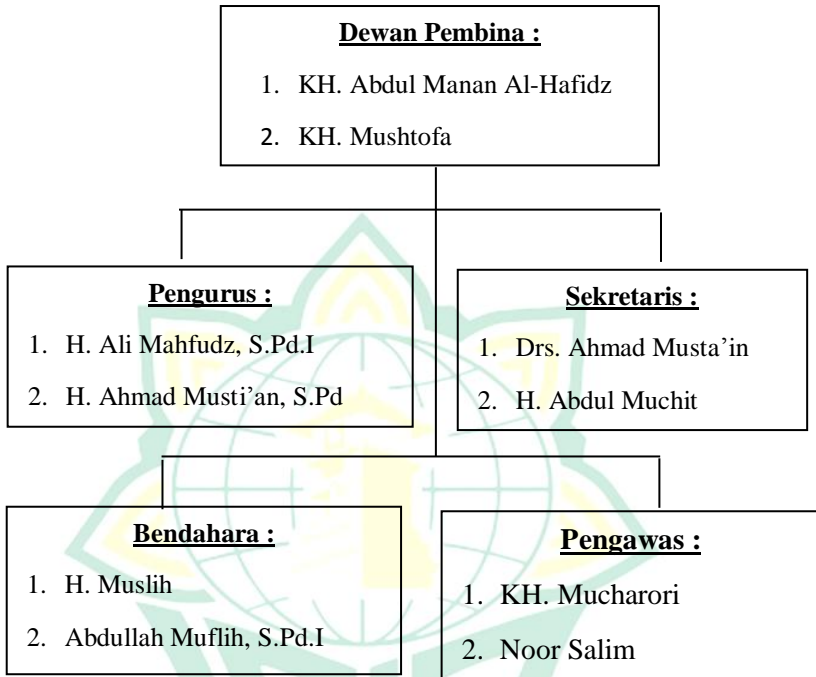 Dewan Pembina :
1. KH. Abdul Manan Al-Hafidz
2. KH. Mushtofa
Pengurus :
1. H. Ali Mahfudz, S.Pd.I
2. H. Ahmad Musti’an, S.Pd
Sekretaris :
1. Drs. Ahmad Musta’in
2. H. Abdul Muchit
Bendahara :
1. H. Muslih
2. Abdullah Muflih, S.Pd.I
Pengawas :
1. KH. Mucharori
2. Noor Salim